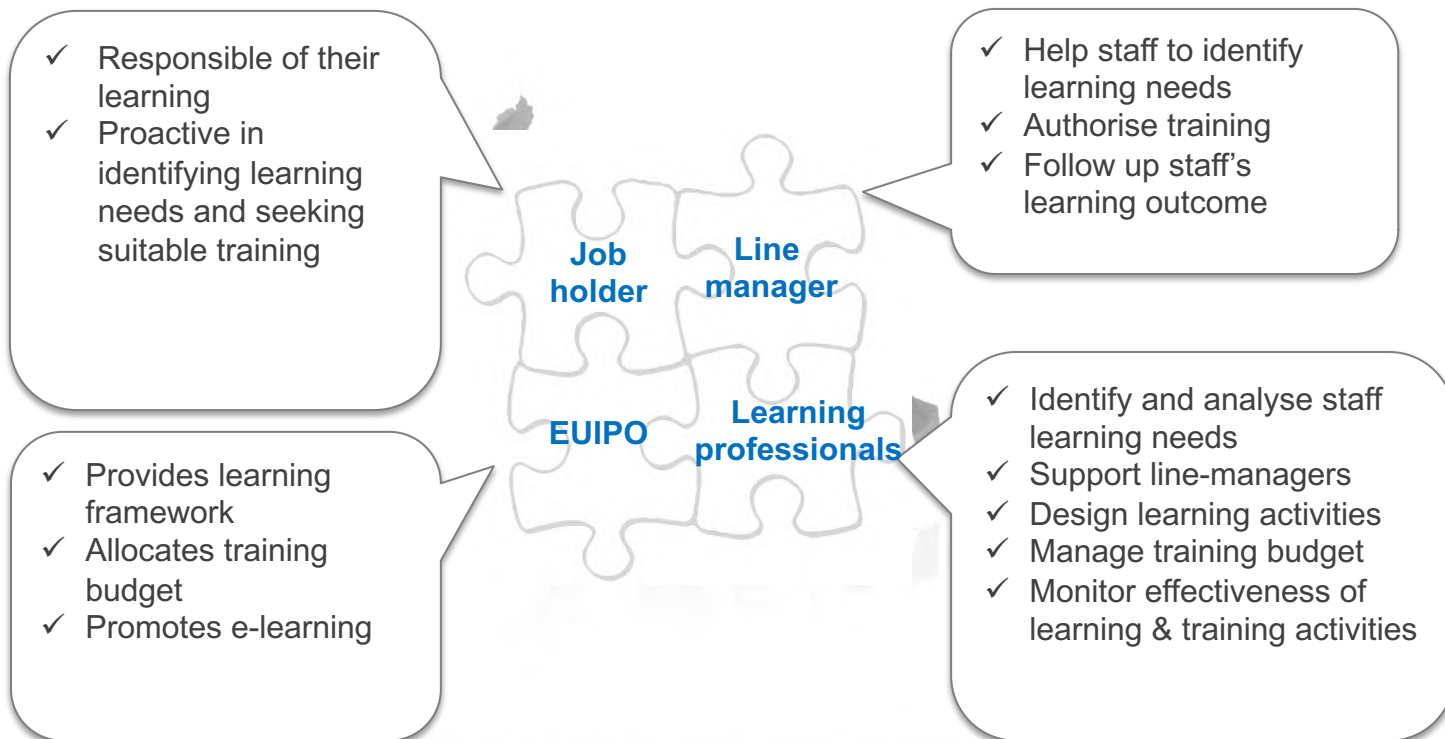 ✓ Responsible of their
learning
✓ Proactive in
identifying learning
needs and seeking
suitable training
✓ Help staff to identify
learning needs
✓ Authorise training
✓ Follow up staff’s
learning outcome
Job
holder
Line
manager
EUIPO
Learning
professionals
✓ Provides learning
framework
✓ Allocates training
budget
✓ Promotes e-learning
✓ Identify and analyse staff
learning needs
✓ Support line-managers
✓ Design learning activities
✓ Manage training budget
✓ Monitor effectiveness of
learning & training activities